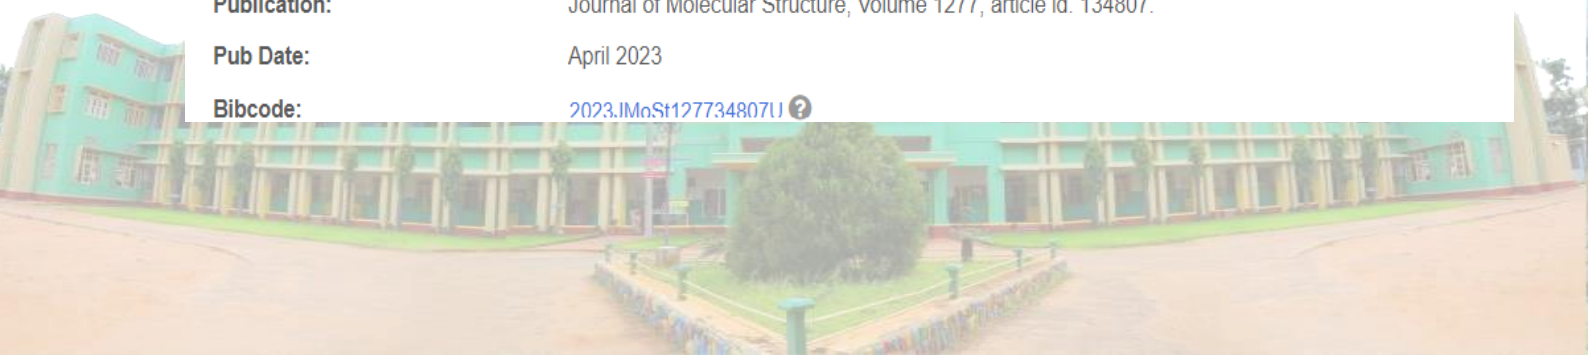 Publication: Journal of Molecular Structure, Volume 1277, article id. 134807.
Pub Date: April 2023
Bibcode: 2023JMoSt127734807U